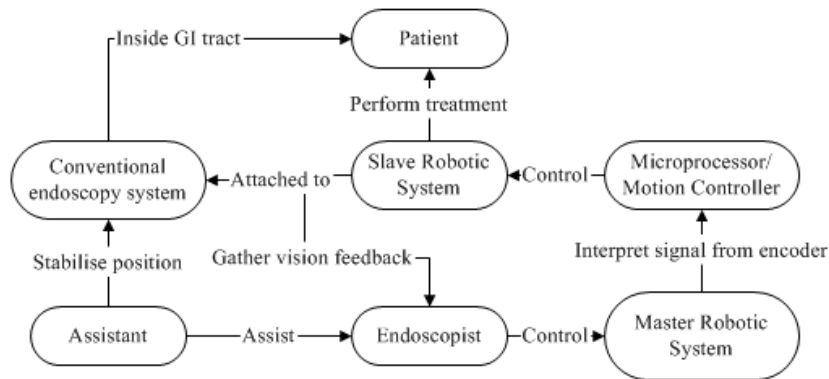 Inside GI tract
Patient
Perform treatment
Conventional
endoscopy system
Attached to
Slave Robotic
System
Control
Microprocessor/
Motion Controller
Stabilise position
Gather vision feedback
Interpret signal from encoder
Assistant
Assist
Endoscopist
Control
Master Robotic
System